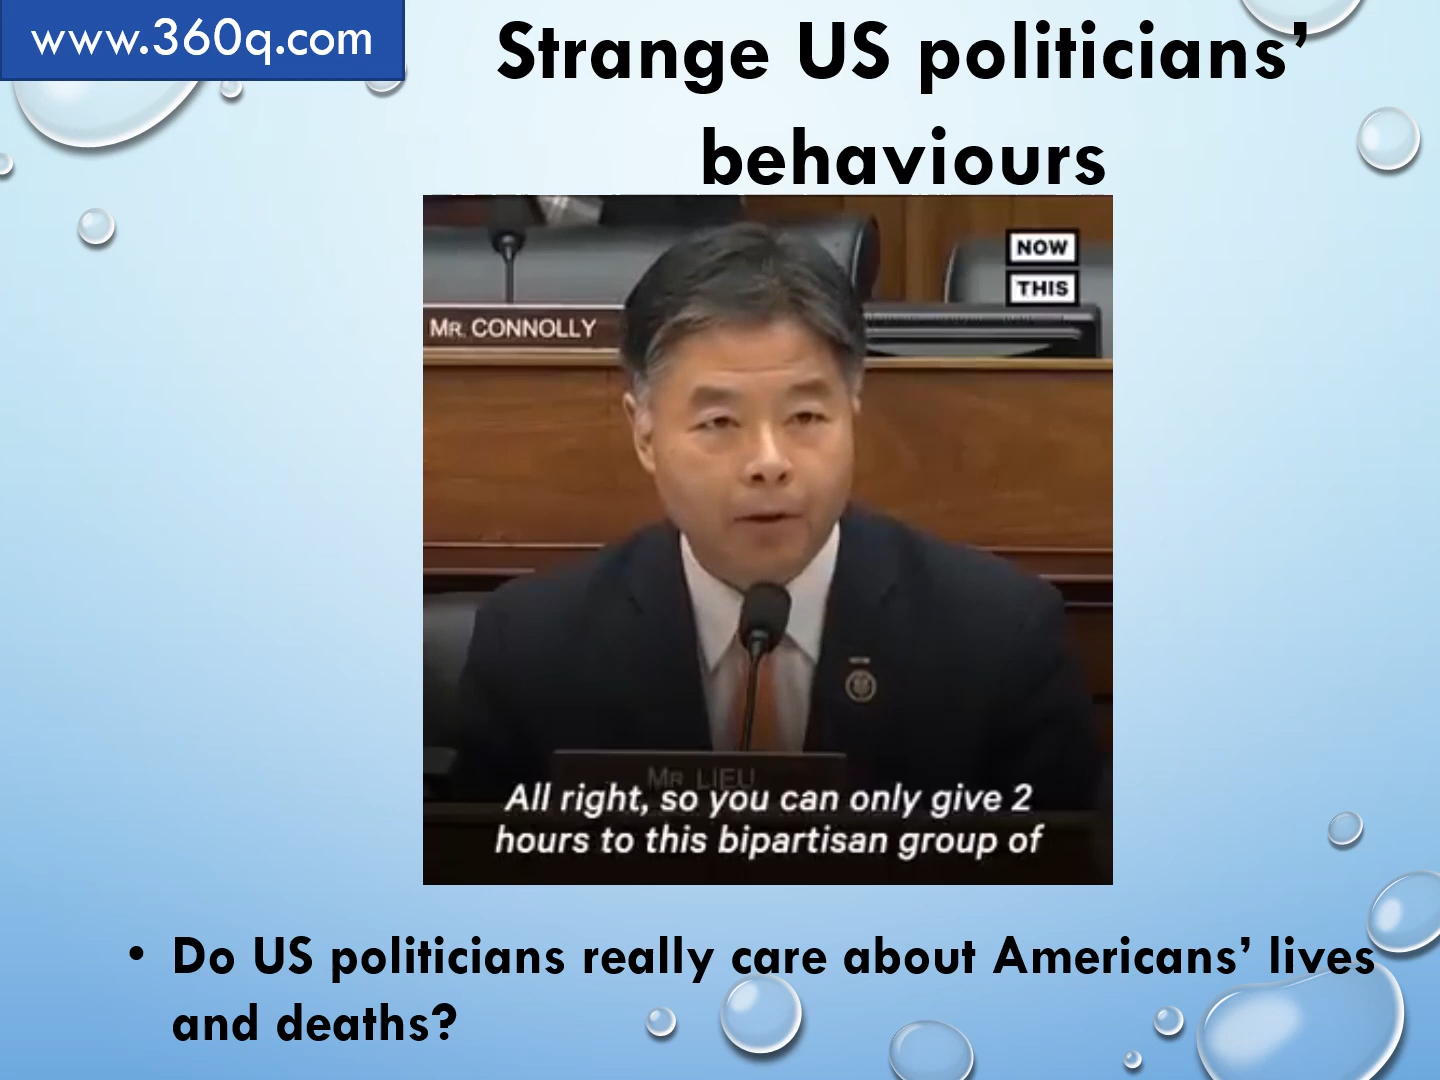 www.360q.com
Strange US politicians’
behaviours
NOW
THIS
MR. CONNOLLY
MR. LIEU
All right, so you can only give 2
hours to this bipartisan group of
• Do US politicians really care about Americans’ lives
and deaths?